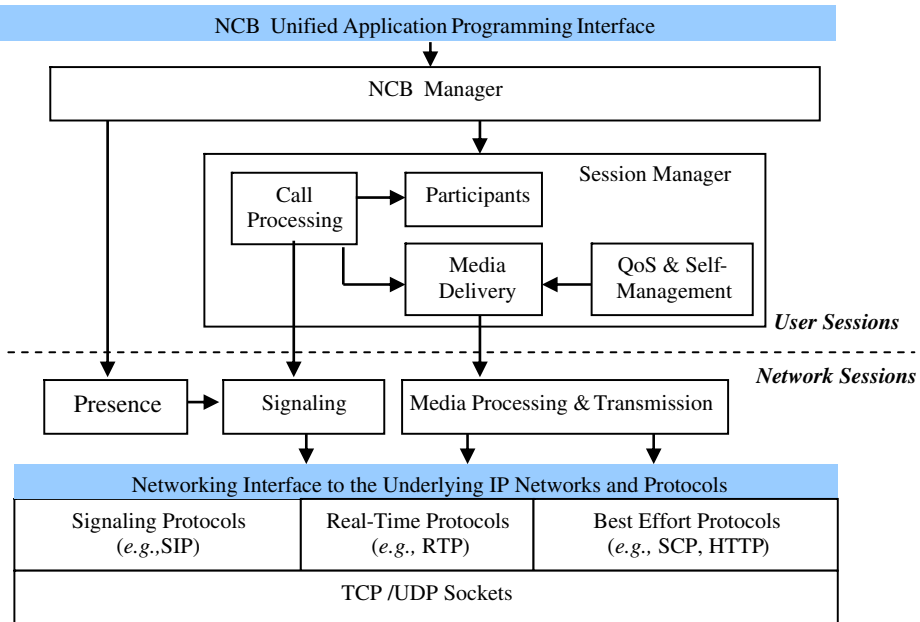 NCB Unified Application Programming Interface
NCB Manager
Session Manager
Call
Processing
Participants
Media
Delivery
QoS & Self-
Management
User Sessions
Network Sessions
Presence
Signaling
Media Processing & Transmission
Networking Interface to the Underlying IP Networks and Protocols
Signaling Protocols
(e.g.,SIP)
Real-Time Protocols
(e.g., RTP)
Best Effort Protocols
(e.g., SCP, HTTP)
TCP /UDP Sockets